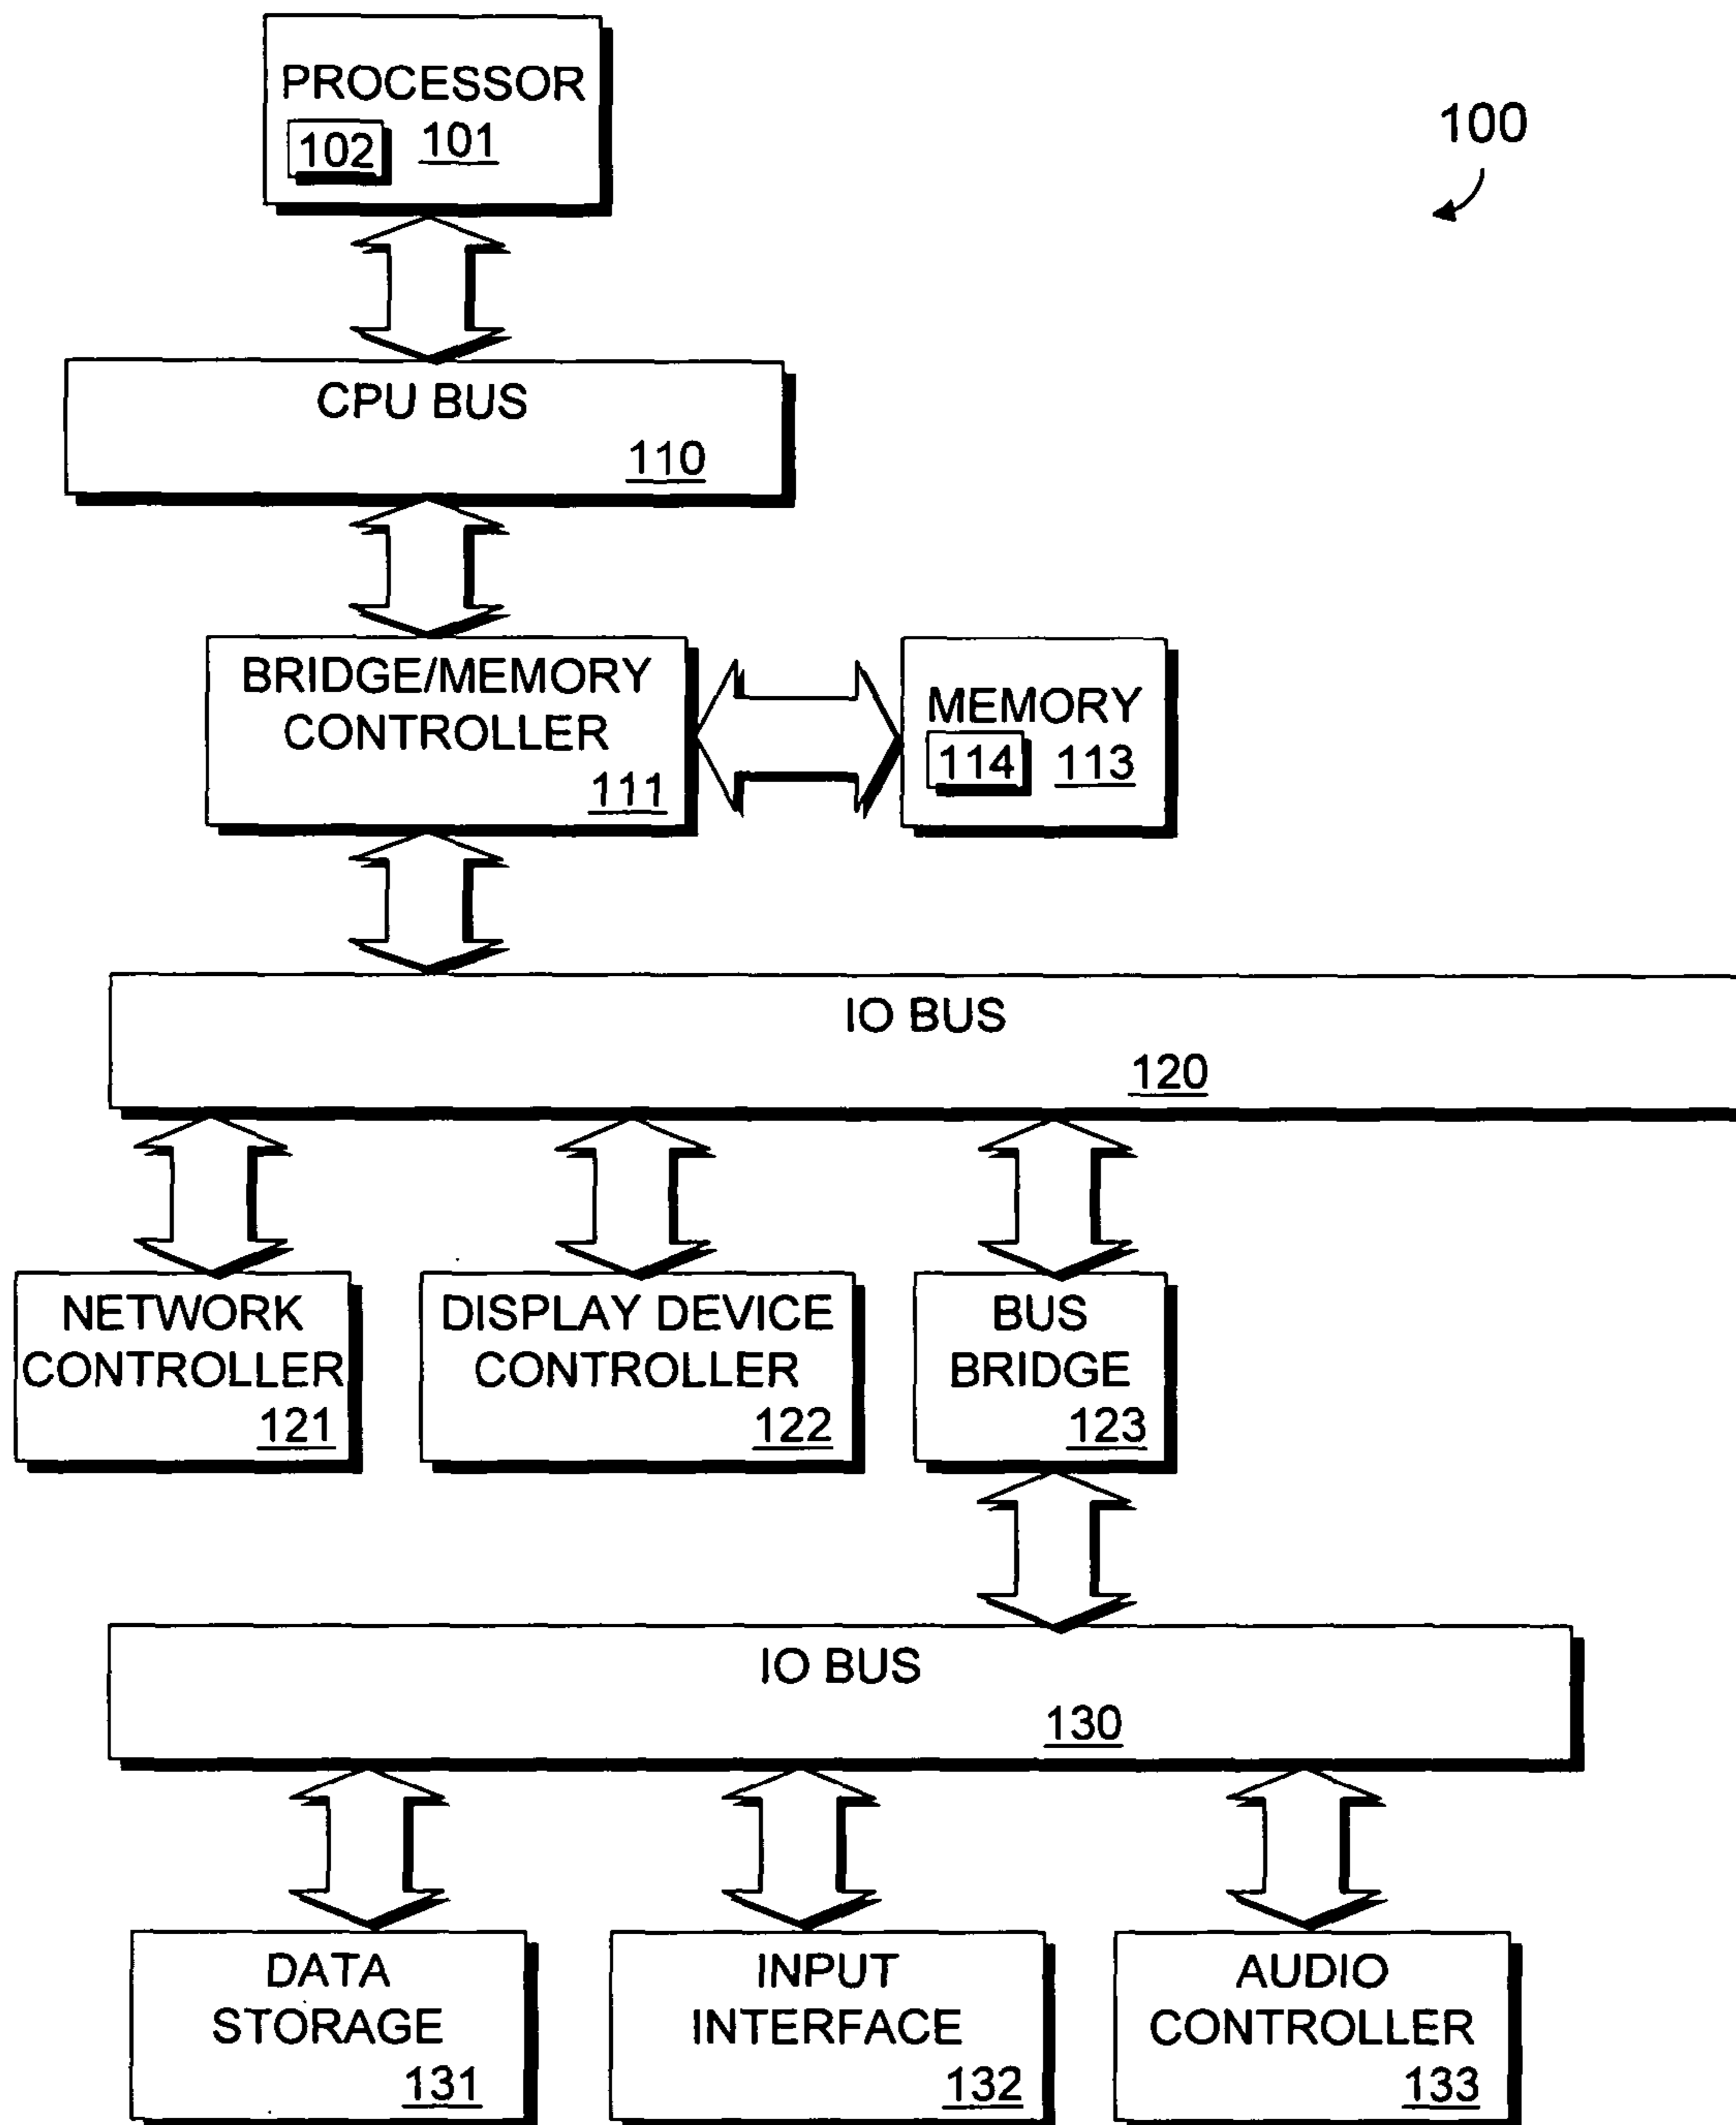 PROCESSOR
102 101
100
CPU BUS
110
BRIDGE/MEMORY
CONTROLLER
111
MEMORY
114 113
IO BUS
120
NETWORK
CONTROLLER
121
DISPLAY DEVICE
CONTROLLER
122
BUS
BRIDGE
123
IO BUS
130
DATA
STORAGE
131
INPUT
INTERFACE
132
AUDIO
CONTROLLER
133